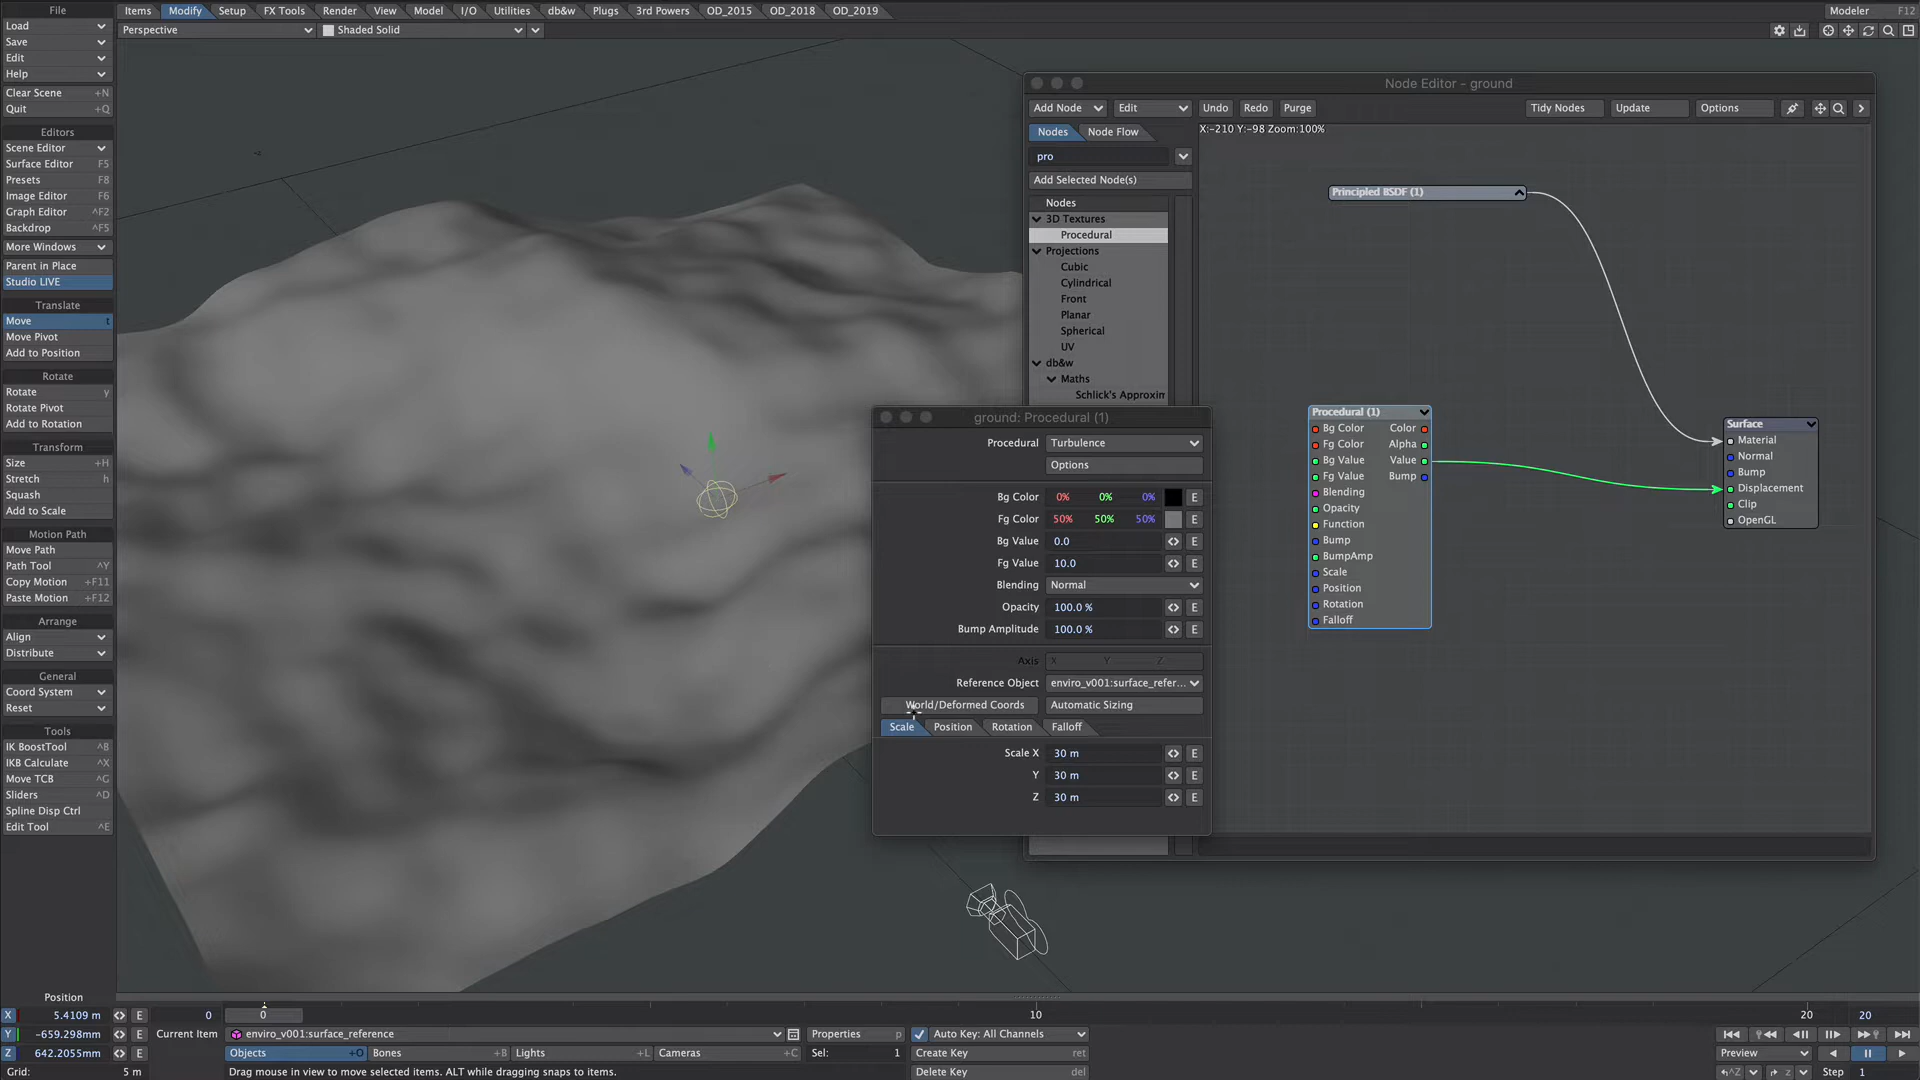 File
Items
Modify
Setup
FX Tools
Render
View
Model
I/O
Utilities
db&w
Plugs
3rd Powers
OD_2015
OD_2018
OD_2019
Modeler F12
Load
Save
Edit
Help
Clear Scene +N
Quit +Q
Editors
Scene Editor
Surface Editor F5
Presets F8
Image Editor F6
Graph Editor ^F2
Backdrop ^F5
More Windows
Parent in Place
Studio LIVE
Translate
Move t
Move Pivot
Add to Position
Rotate
Rotate y
Rotate Pivot
Add to Rotation
Transform
Size +H
Stretch h
Squash
Add to Scale
Motion Path
Move Path
Path Tool ^Y
Copy Motion +F11
Paste Motion +F12
Arrange
Align
Distribute
General
Coord System
Reset
Tools
IK BoostTool ^B
IKB Calculate ^X
Move TCB ^G
Sliders ^D
Spline Disp Ctrl
Edit Tool ^E
Perspective
Shaded Solid
Node Editor - ground
Add Node
Edit
Undo
Redo
Purge
Tidy Nodes
Update
Options
Nodes
Node Flow
X:-210 Y:-98 Zoom:100%
pro
Add Selected Node(s)
Nodes
3D Textures
Procedural
Projections
Cubic
Cylindrical
Front
Planar
Spherical
UV
db&w
Maths
Schlick's Approxin
Principled BSDF (1)
Procedural (1)
Bg Color Color
Fg Color Alpha
Bg Value Value
Fg Value Bump
Blending
Opacity
Function
Bump
BumpAmp
Scale
Position
Rotation
Falloff
Surface
Material
Normal
Bump
Displacement
Clip
OpenGL
ground: Procedural (1)
Procedural Turbulence
Options
Bg Color 0% 0% 0% E
Fg Color 50% 50% 50% E
Bg Value 0.0 E
Fg Value 10.0 E
Blending Normal
Opacity 100.0 % E
Bump Amplitude 100.0 % E
Axis X Y Z
Reference Object enviro_v001:surface_refer...
World/Deformed Coords Automatic Sizing
Scale Position Rotation Falloff
Scale X 30 m E
Y 30 m E
Z 30 m E
Position
X 5.4109 m E
Y -659.298mm E
Z 642.2055mm E
Grid: 5 m
0 0 10 20 20
Current Item enviro_v001:surface_reference
Properties p
Auto Key: All Channels
Objects +O
Bones +B
Lights +L
Cameras +C
Sel: 1
Create Key ret
Drag mouse in view to move selected items. ALT while dragging snaps to items.
Delete Key del
Preview
^Z
z
Step 1